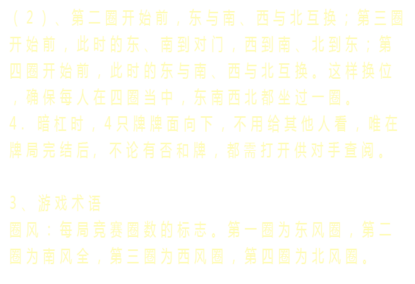 （2）、第二圈开始前，东与南、西与北互换；第三圈
开始前，此时的东、南到对门，西到南、北到东；第
四圈开始前，此时的东与南、西与北互换。这样换位
，确保每人在四圈当中，东南西北都坐过一回。
4、暗杠时，4只牌牌面向下，不需给其他人看，唯在
牌局完结后，不论有否和牌，都需打开供对手查阅。
3、游戏术语
圈风：每局竞赛圈数的标志。第一圈为东风圈，第二
圈为南风圈，第三圈为西风圈，第四圈为北风圈。